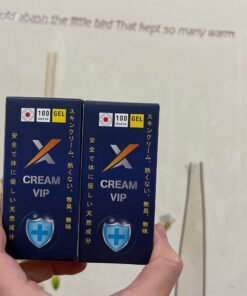 abash the little bird That kept so many warm.
100
GEL
スキンクリーム、熱くない、無臭、無味
安全で体に優しい天然成分
X
CREAM
VIP
100
GEL
スキンクリーム、熱くない、無臭、無味
安全で体に優しい天然成分
X
CREAM
VIP